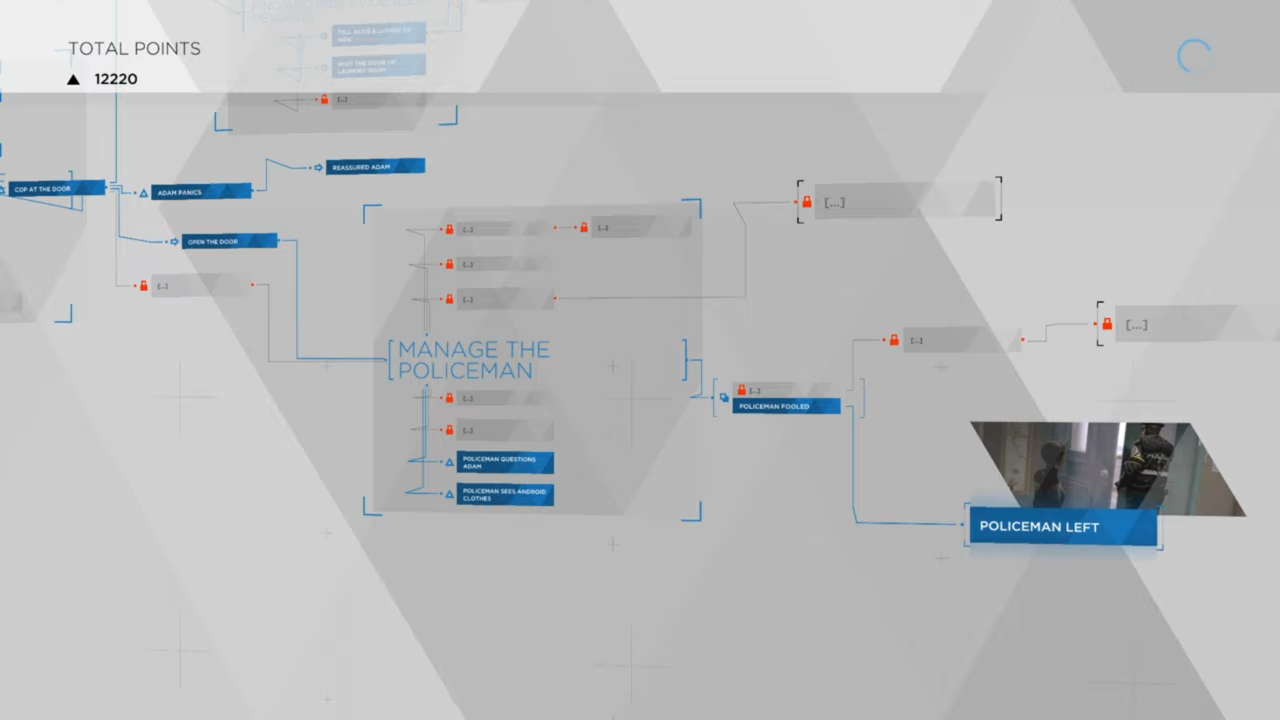 TOTAL POINTS
12220
TELL ALICE & LUTHER TO
HIDE
SHUT THE DOOR OF
LAUNDRY ROOM
[...]
COP AT THE DOOR
ADAM PANICS
REASSURED ADAM
OPEN THE DOOR
[...]
[...]
[...]
[...]
[...]
[...]
MANAGE THE
POLICEMAN
[...]
[...]
POLICEMAN QUESTIONS
ADAM
POLICEMAN SEES ANDROID
CLOTHES
[...]
POLICEMAN FOOLED
[...]
[...]
POLICEMAN LEFT